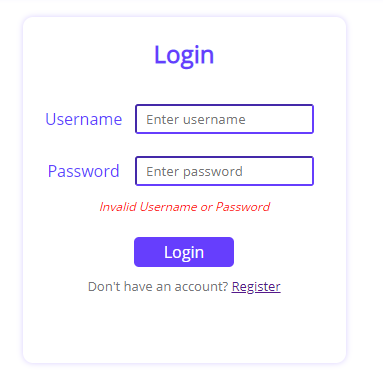 Login
Username Enter username
Password Enter password
Invalid Username or Password
Login
Don't have an account? Register